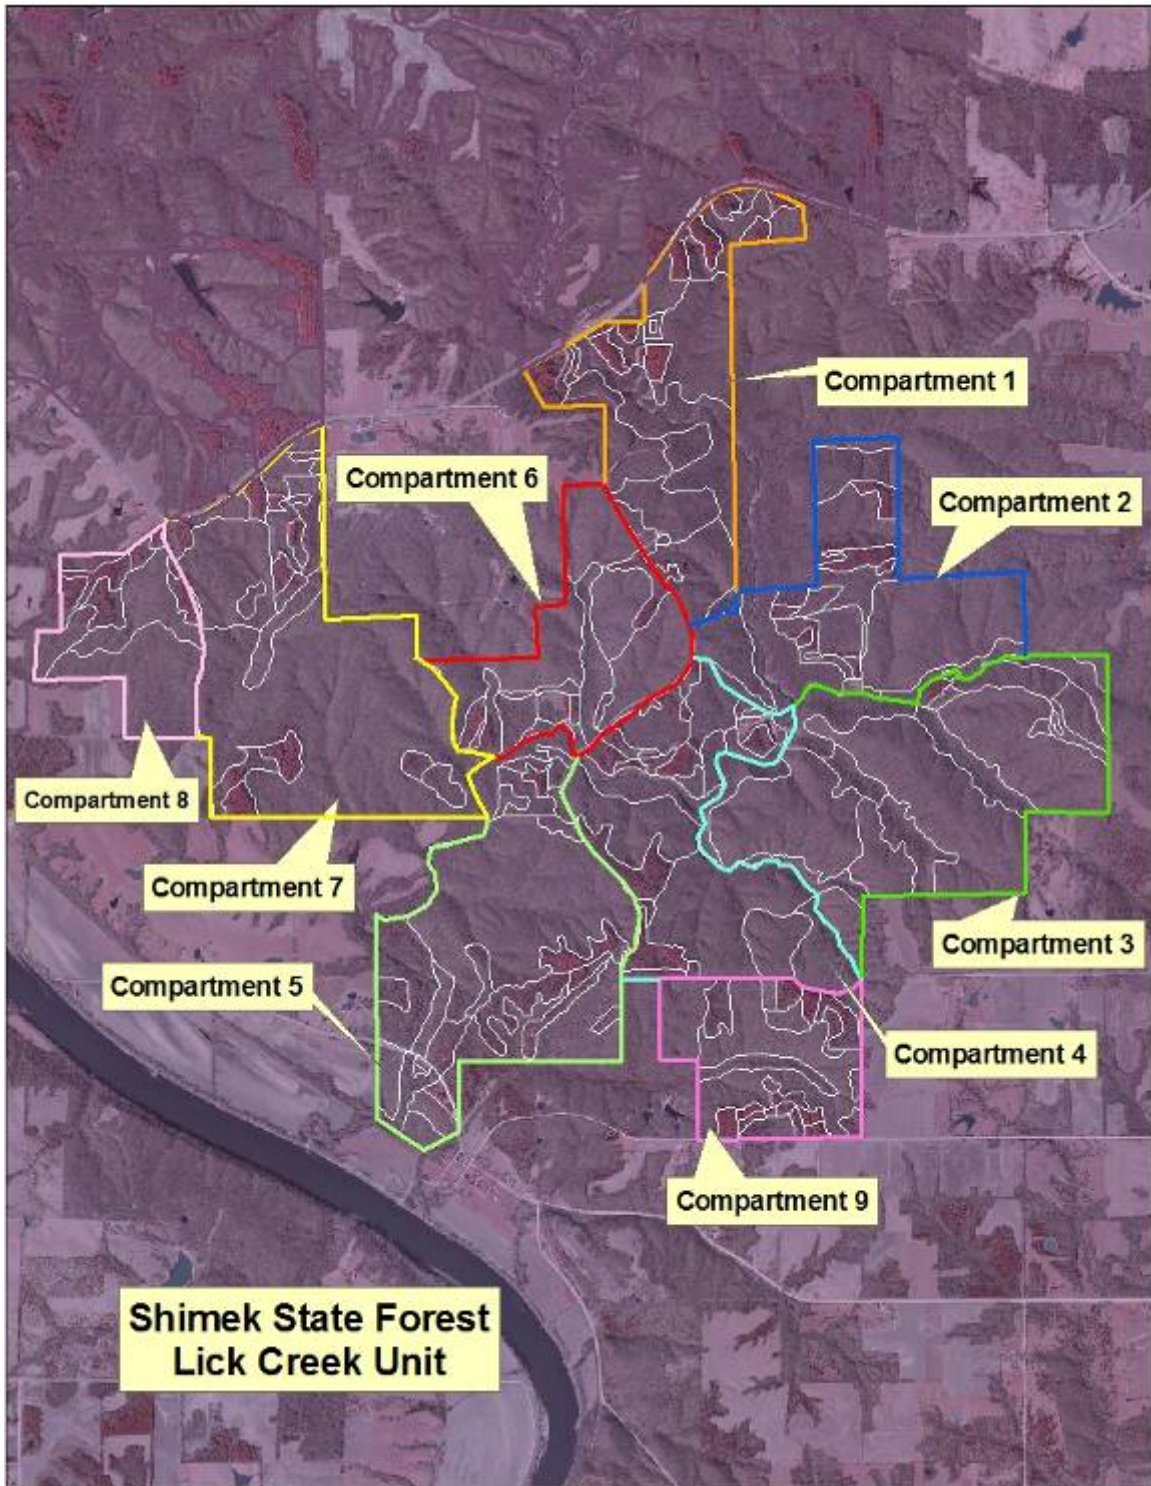 Compartment 1
Compartment 6
Compartment 2
Compartment 8
Compartment 7
Compartment 3
Compartment 5
Compartment 4
Compartment 9
Shimek State Forest
Lick Creek Unit